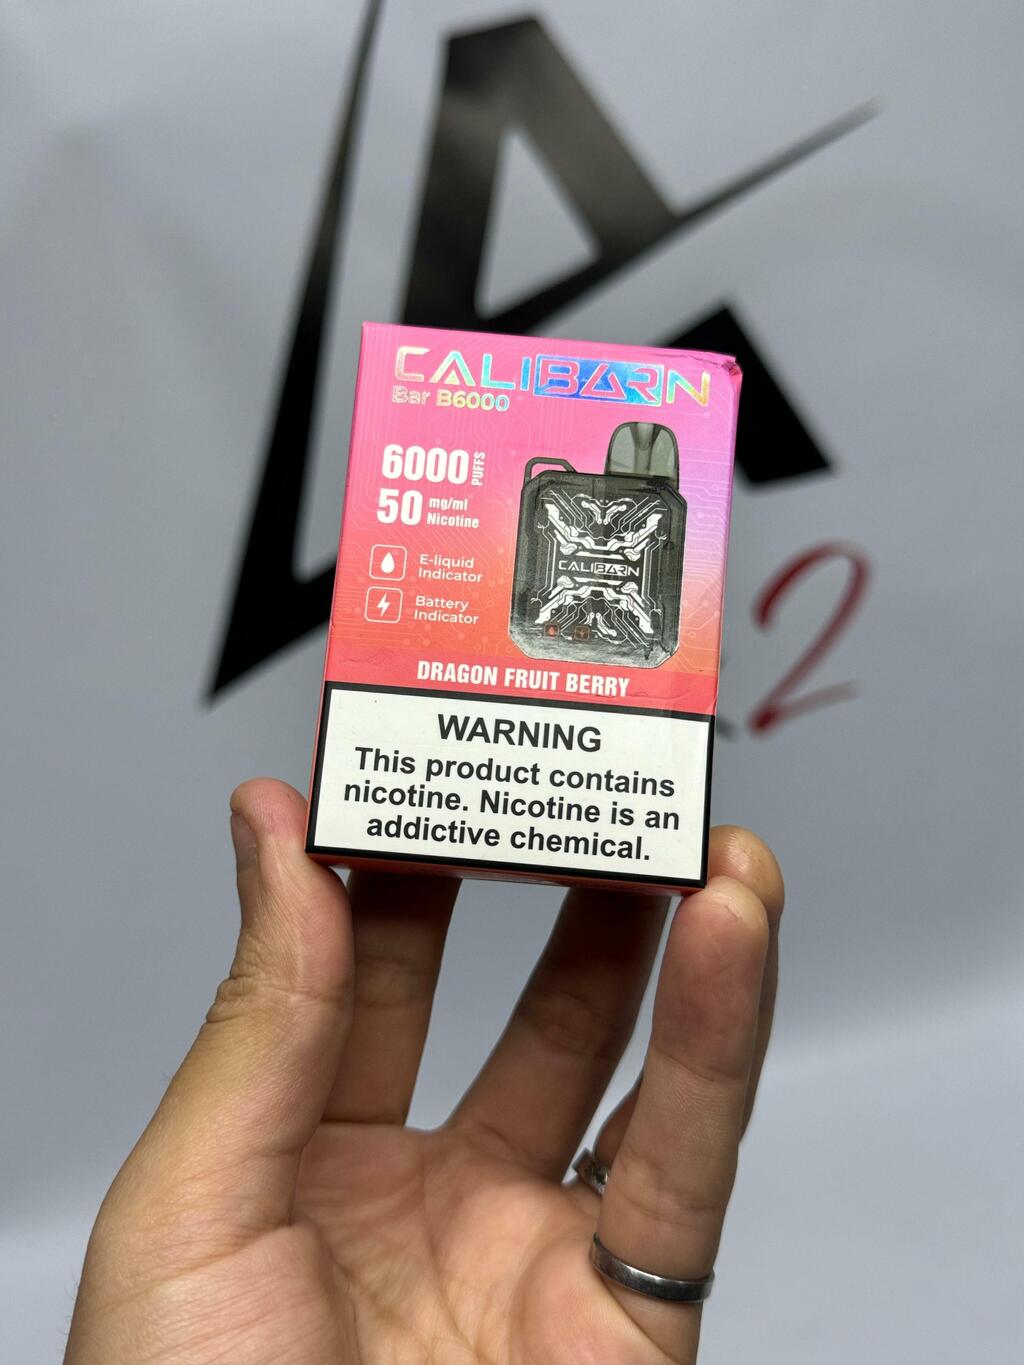 CALIBARN
Bar B6000
6000 PUFFS
50 mg/ml
Nicotine
E-liquid
Indicator
Battery
Indicator
CALIBARN
DRAGON FRUIT BERRY
WARNING
This product contains
nicotine. Nicotine is an
addictive chemical.
2